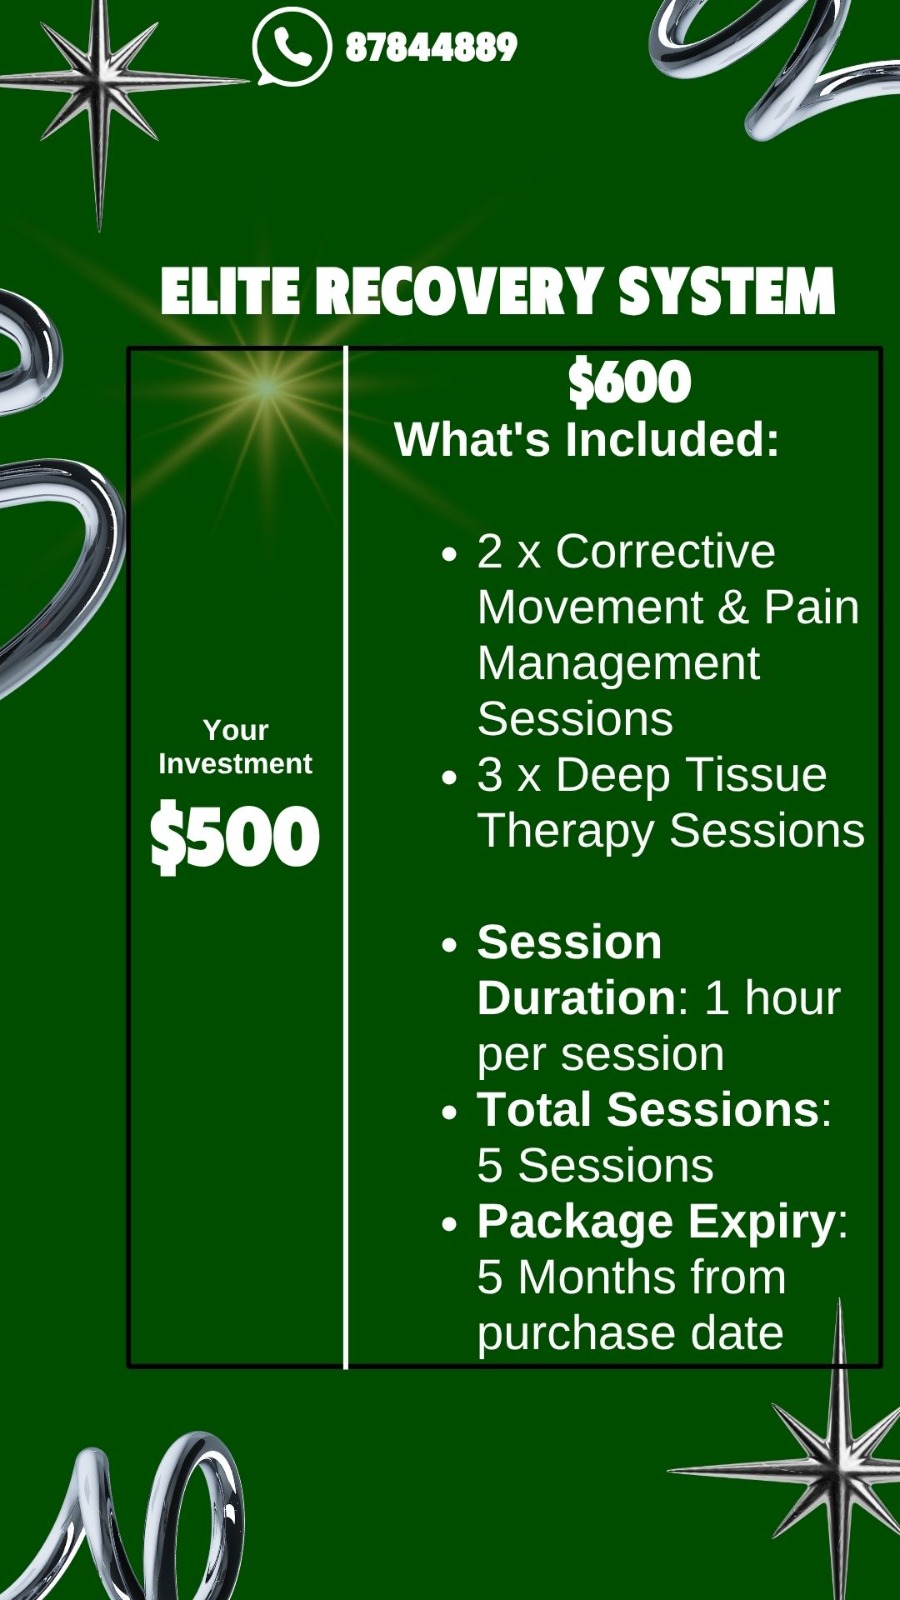 87844889
ELITE RECOVERY SYSTEM
Your
Investment
$500
$600
What's Included:
• 2 x Corrective
Movement & Pain
Management
Sessions
• 3 x Deep Tissue
Therapy Sessions
• Session
Duration: 1 hour
per session
• Total Sessions:
5 Sessions
• Package Expiry:
5 Months from
purchase date